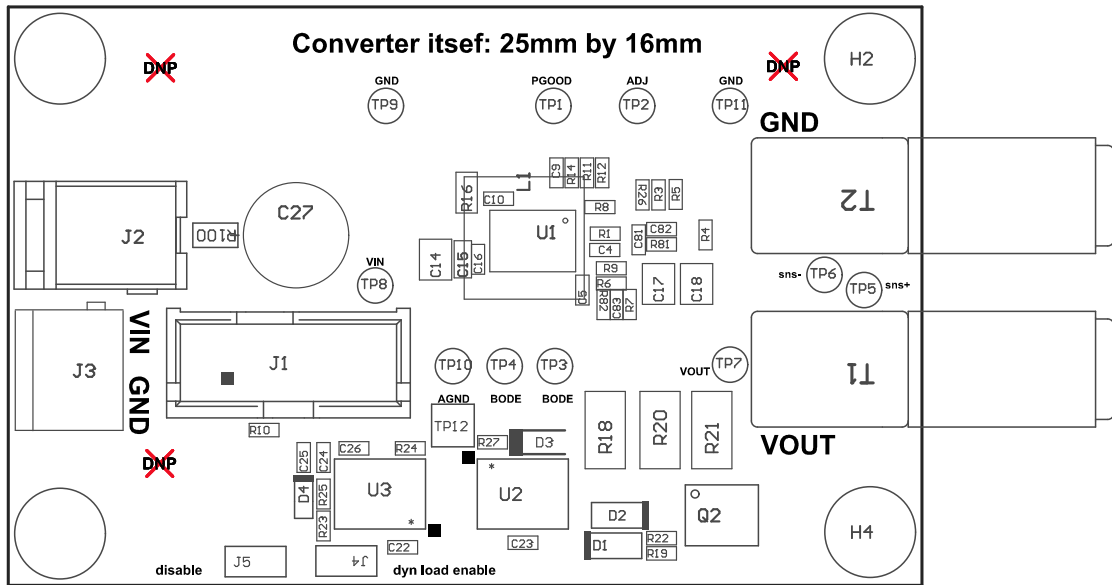 Converter itsef: 25mm by 16mm
DNP
DNP
H2
GND
PGOOD
ADJ
GND
TP9
TP1
TP2
TP11
GND
T2
J2
R100
C27
VIN
TP8
R16
C10
L1
C9
R14
R11
R12
U1
R8
R26
R3
R5
R1
C4
C81
C82
R81
R4
C14
C15
C16
R9
R6
C5
R82
C83
R7
C17
C18
sns-
TP6
TP5
sns+
J3
VIN
GND
J1
T1
TP10
TP4
TP3
VOUT
TP7
AGND
BODE
BODE
TP12
R18
R20
R21
VOUT
R10
DNP
C25
C24
C26
R24
R27
D3
D4
R25
R23
U3
*
*
U2
D2
D1
R22
R19
Q2
H4
C22
C23
disable
J5
J4
dyn load enable